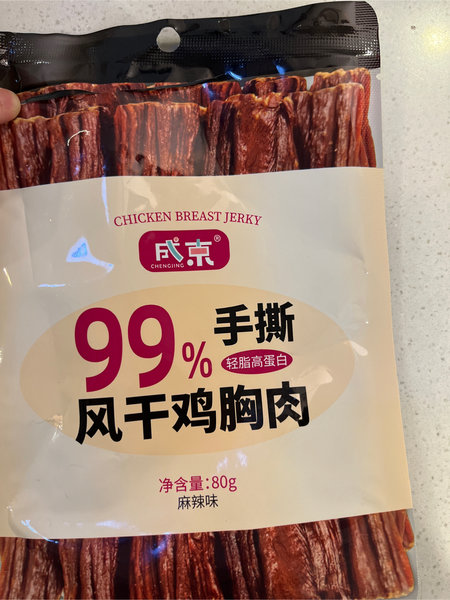 CHICKEN BREAST JERKY
成京®
CHENGJING
99%
手撕
轻脂高蛋白
风干鸡胸肉
净含量:80g
麻辣味